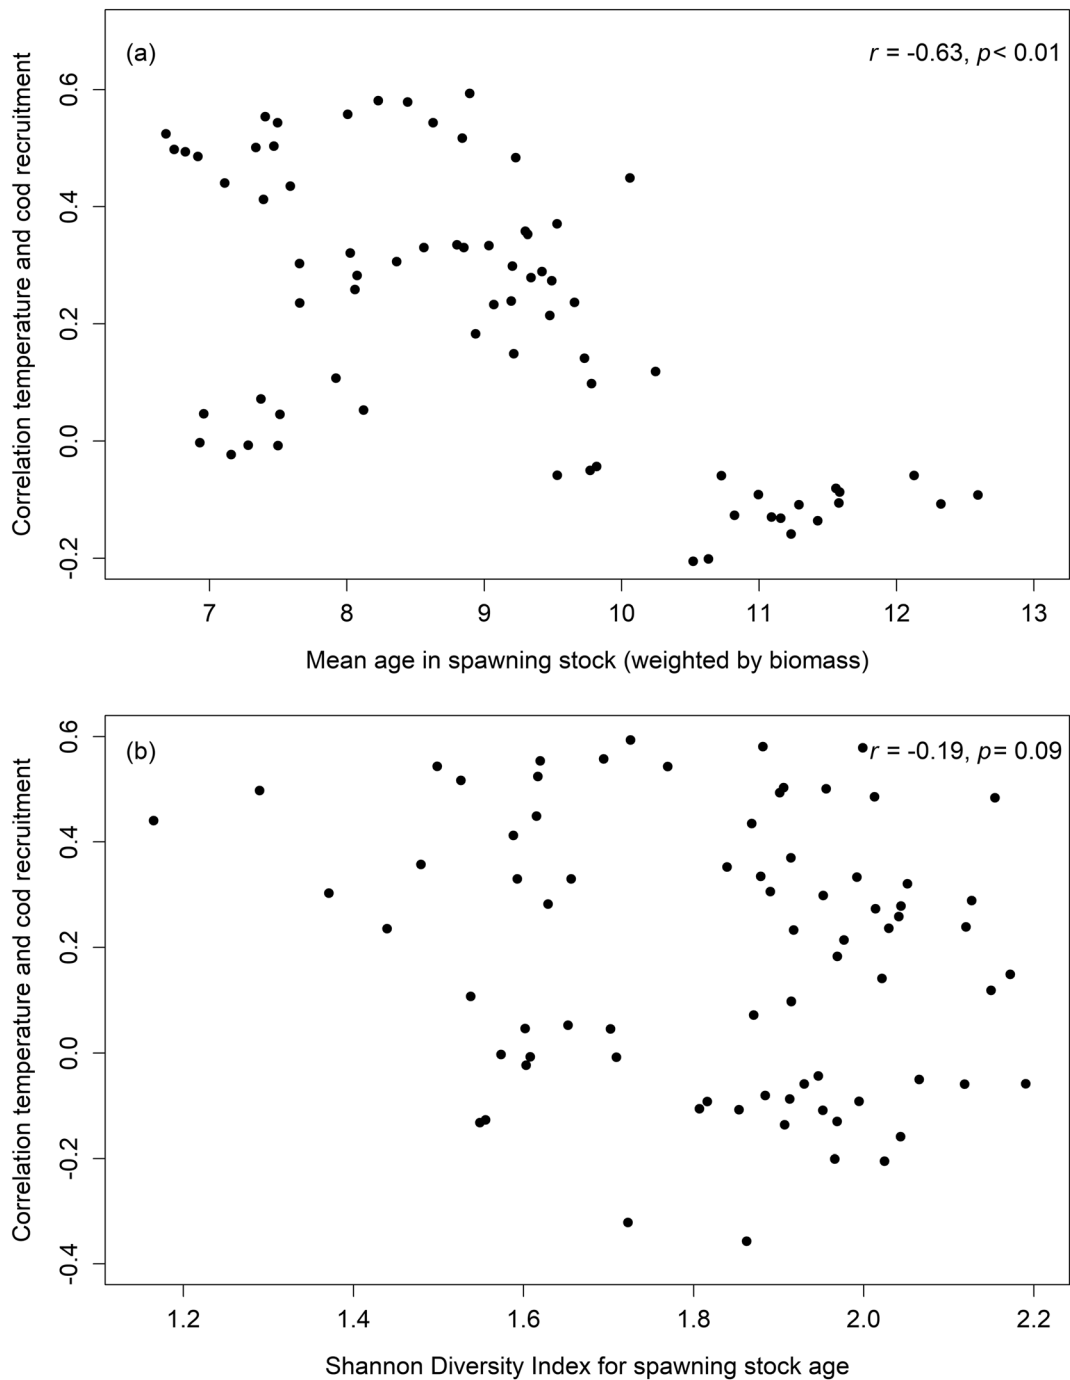 (a)
r = -0.63, p< 0.01
Correlation temperature and cod recruitment
0.6
0.4
0.2
0.0
-0.2
7 8 9 10 11 12 13
Mean age in spawning stock (weighted by biomass)
(b)
r = -0.19, p= 0.09
Correlation temperature and cod recruitment
0.6
0.4
0.2
0.0
-0.2
-0.4
1.2 1.4 1.6 1.8 2.0 2.2
Shannon Diversity Index for spawning stock age